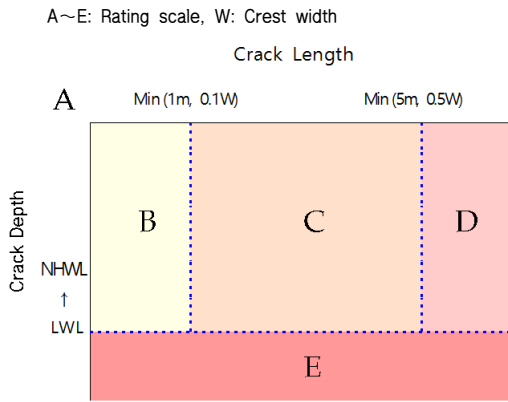 A～E: Rating scale, W: Crest width
Crack Length
A
Min (1m, 0.1W)
Min (5m, 0.5W)
Crack Depth
B
C
D
NHWL
↑
LWL
E